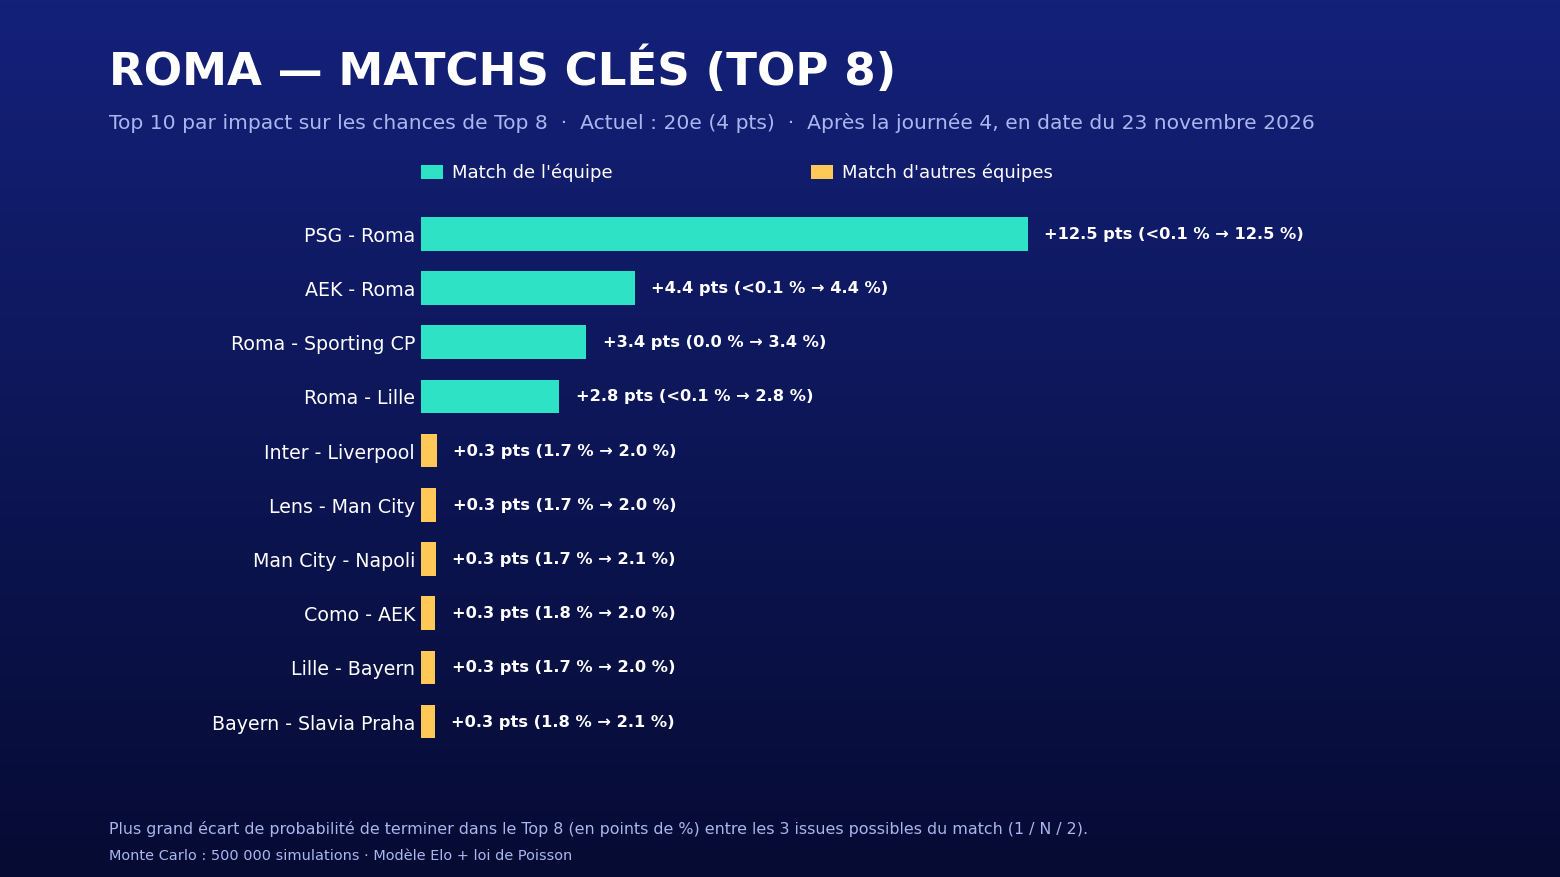 ROMA — MATCHS CLÉS (TOP 8)
Top 10 par impact sur les chances de Top 8 · Actuel : 20e (4 pts) · Après la journée 4, en date du 23 novembre 2026
Match de l'équipe Match d'autres équipes
PSG - Roma +12.5 pts (<0.1 % → 12.5 %)
AEK - Roma +4.4 pts (<0.1 % → 4.4 %)
Roma - Sporting CP +3.4 pts (0.0 % → 3.4 %)
Roma - Lille +2.8 pts (<0.1 % → 2.8 %)
Inter - Liverpool +0.3 pts (1.7 % → 2.0 %)
Lens - Man City +0.3 pts (1.7 % → 2.0 %)
Man City - Napoli +0.3 pts (1.7 % → 2.1 %)
Como - AEK +0.3 pts (1.8 % → 2.0 %)
Lille - Bayern +0.3 pts (1.7 % → 2.0 %)
Bayern - Slavia Praha +0.3 pts (1.8 % → 2.1 %)
Plus grand écart de probabilité de terminer dans le Top 8 (en points de %) entre les 3 issues possibles du match (1 / N / 2).
Monte Carlo : 500 000 simulations · Modèle Elo + loi de Poisson